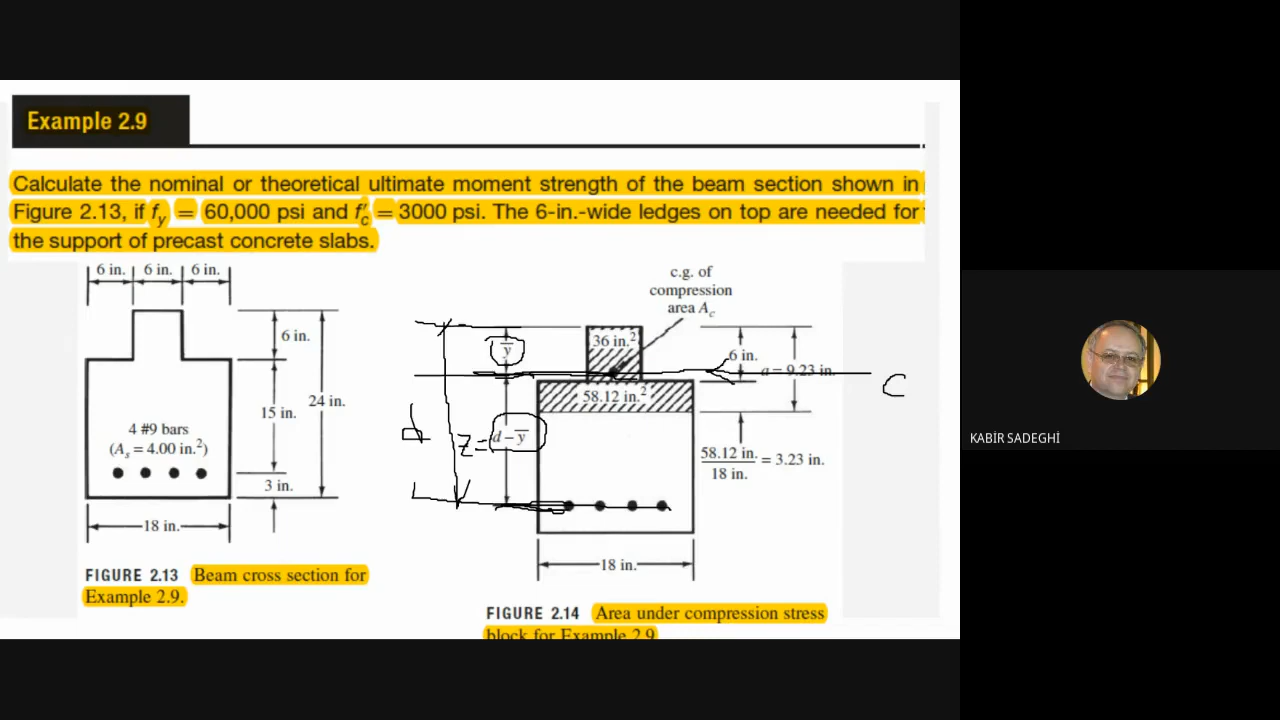 Example 2.9
Calculate the nominal or theoretical ultimate moment strength of the beam section shown in
Figure 2.13, if fy = 60,000 psi and f′c = 3000 psi. The 6-in.-wide ledges on top are needed for
the support of precast concrete slabs.
6 in. 6 in. 6 in.
6 in.
15 in.
24 in.
4 #9 bars
(As = 4.00 in.²)
3 in.
18 in.
FIGURE 2.13 Beam cross section for
Example 2.9.
c.g. of
compression
area Ac
36 in.²
y̅
6 in.
a = 9.23 in.
C
58.12 in.²
d
Z = d − y̅
58.12 in.
18 in.
= 3.23 in.
18 in.
FIGURE 2.14 Area under compression stress
block for Example 2.9
KABİR SADEGHİ